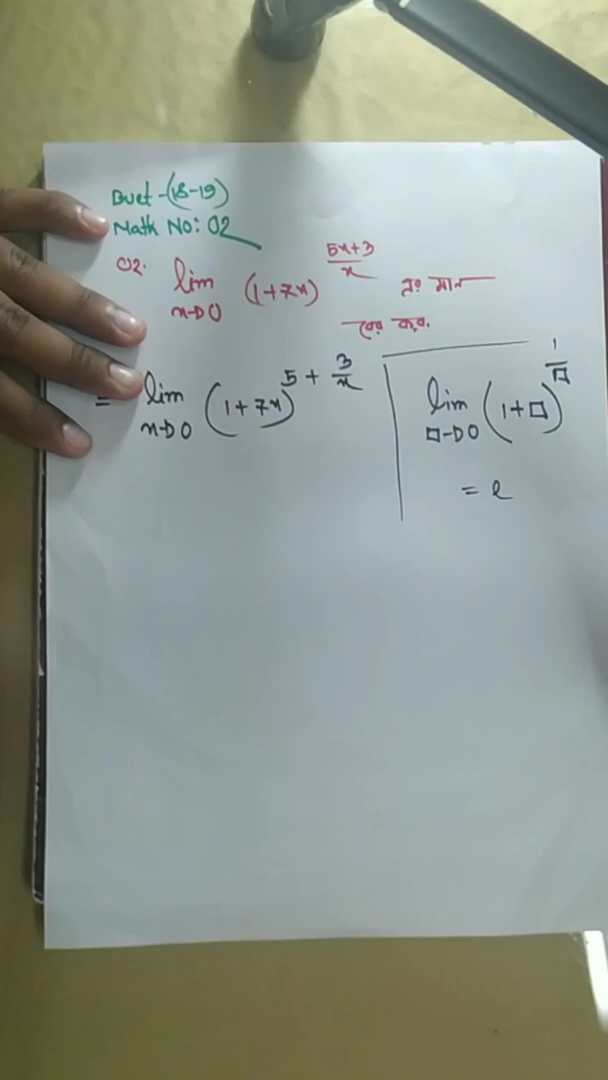 Buet-(18-19)
Math No: 02
02. lim x→0 (1+7x)^(5x+3)/x এর মান
বের কর.
= lim x→0 (1+7x)^5+3/x
lim □→0 (1+□)^1/□
= e